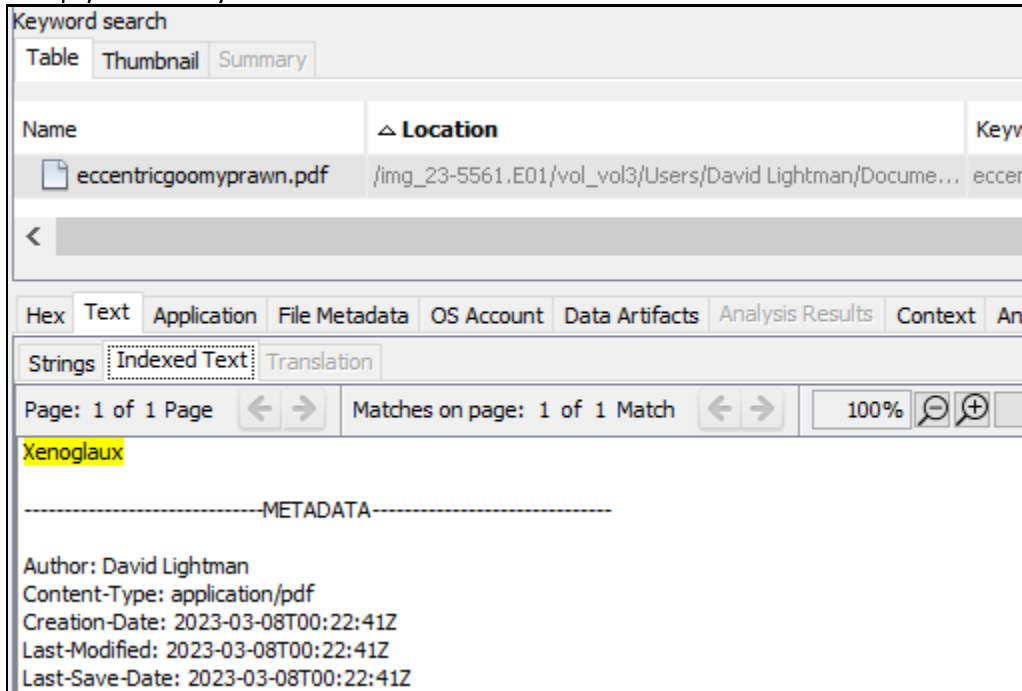 Keyword search
Table Thumbnail Summary
Name Location
eccentricgoomyprawn.pdf /img_23-5561.E01/vol_vol3/Users/David Lightman/Docume...
Hex Text Application File Metadata OS Account Data Artifacts Analysis Results Context An
Strings Indexed Text Translation
Page: 1 of 1 Page Matches on page: 1 of 1 Match 100%
Xenoglaux
------------------------------METADATA------------------------------
Author: David Lightman
Content-Type: application/pdf
Creation-Date: 2023-03-08T00:22:41Z
Last-Modified: 2023-03-08T00:22:41Z
Last-Save-Date: 2023-03-08T00:22:41Z